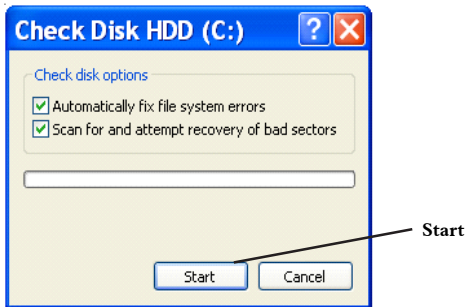 Check Disk HDD (C:)
Check disk options
Automatically fix file system errors
Scan for and attempt recovery of bad sectors
Start
Start Cancel